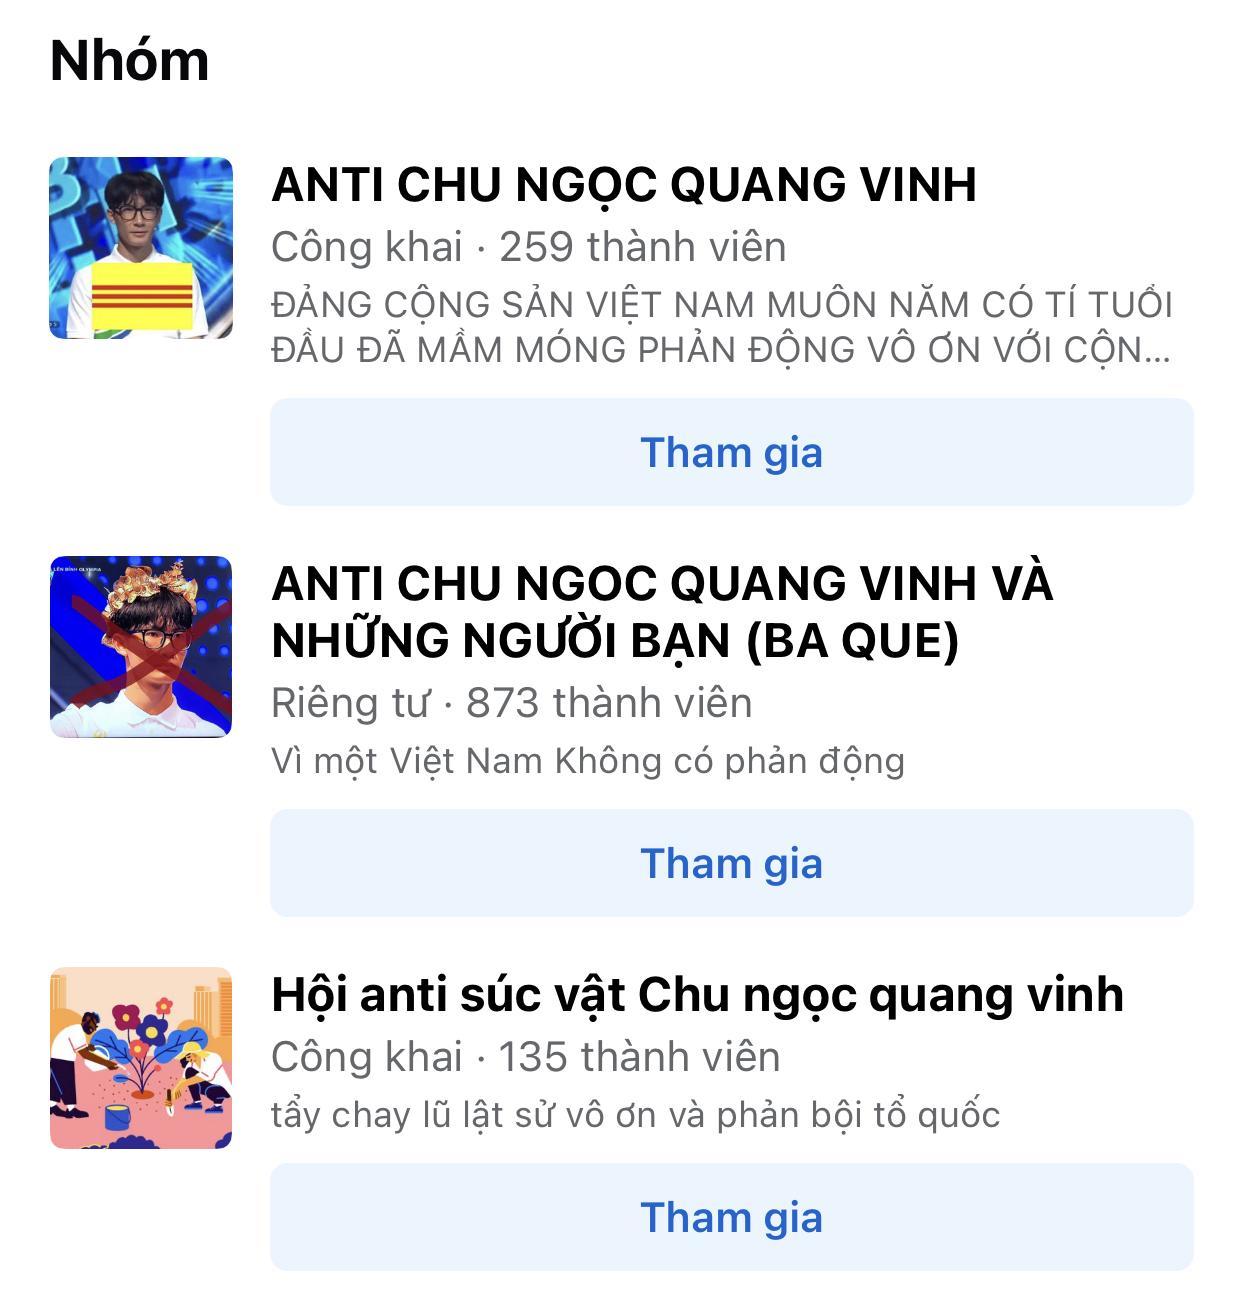 Nhóm
ANTI CHU NGỌC QUANG VINH
Công khai · 259 thành viên
ĐẢNG CỘNG SẢN VIỆT NAM MUÔN NĂM CÓ TÍ TUỔI
ĐẦU ĐÃ MẦM MÓNG PHẢN ĐỘNG VÔ ƠN VỚI CỘN...
Tham gia
LÊN ĐỈNH OLYMPIA
ANTI CHU NGOC QUANG VINH VÀ
NHỮNG NGƯỜI BẠN (BA QUE)
Riêng tư · 873 thành viên
Vì một Việt Nam Không có phản động
Tham gia
Hội anti súc vật Chu ngọc quang vinh
Công khai · 135 thành viên
tẩy chay lũ lật sử vô ơn và phản bội tổ quốc
Tham gia